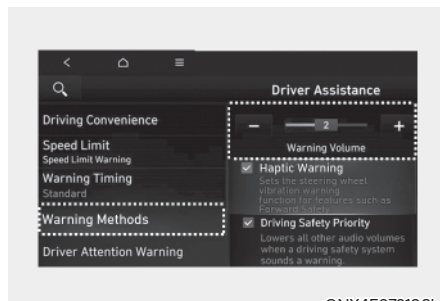 Driver Assistance
Driving Convenience
Speed Limit
Speed Limit Warning
Warning Timing
Standard
Warning Methods
Driver Attention Warning
2
Warning Volume
Haptic Warning
Sets the steering wheel
vibration warning
function for features such as
Forward Safety
Driving Safety Priority
Lowers all other audio volumes
when a driving safety system
sounds a warning.